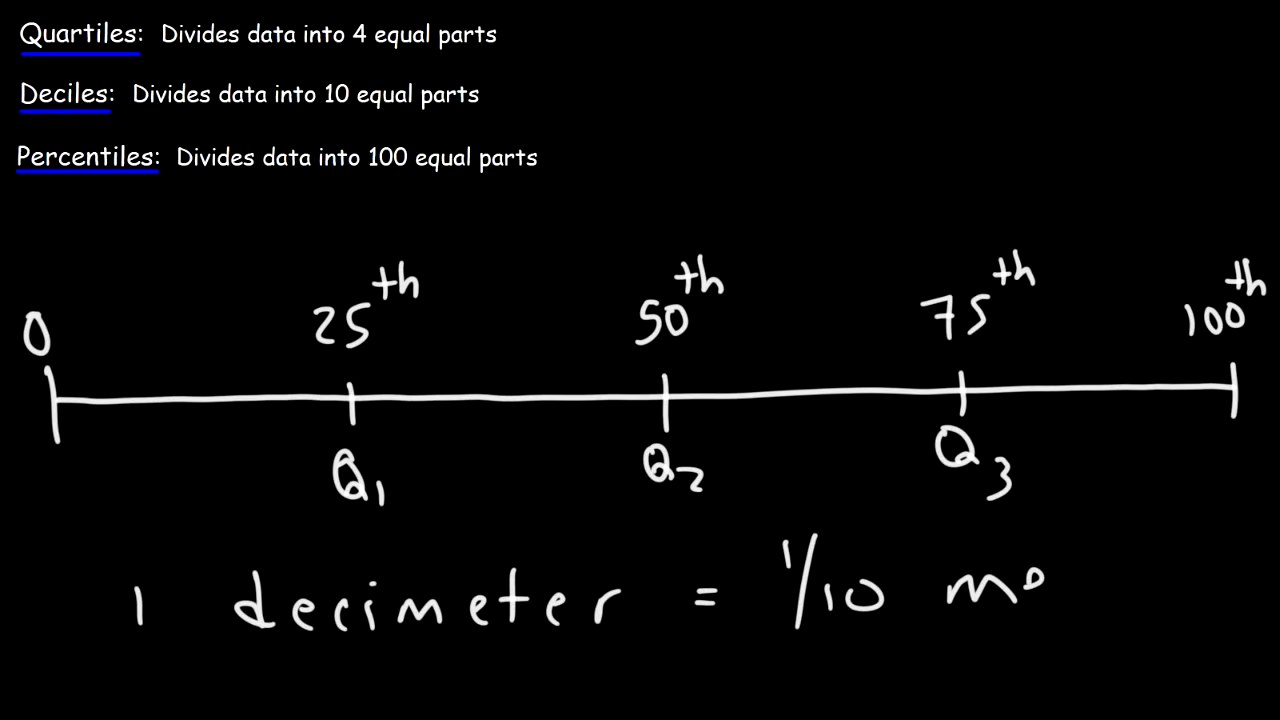 Quartiles: Divides data into 4 equal parts
Deciles: Divides data into 10 equal parts
Percentiles: Divides data into 100 equal parts
0 25th 50th 75th 100th
Q1 Q2 Q3
1 decimeter = 1/10 m